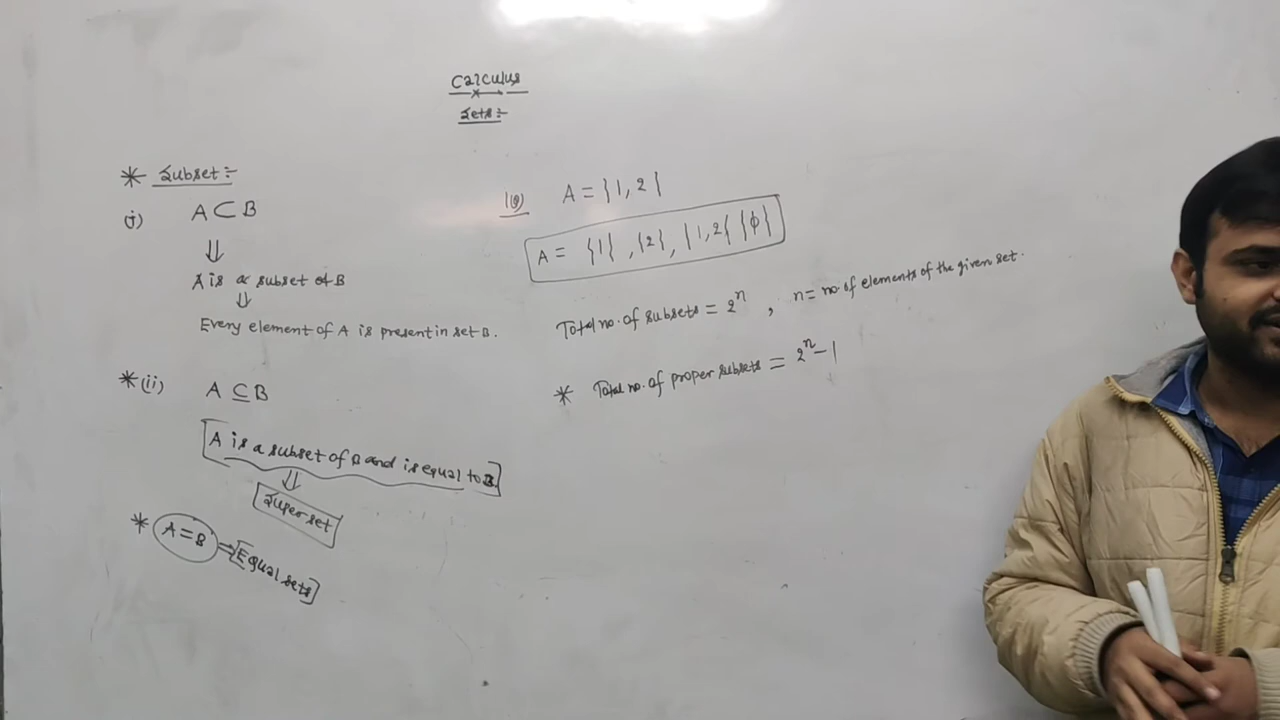 Calculus
Sets:-
* Subset:-
(i) A ⊂ B
⇓
A is a subset of B
⇓
Every element of A is present in set B.
*(ii) A ⊆ B
[A is a subset of B and is equal to B.]
⇓
Super set
* A = B ⇒ [Equal sets]
A = {1, 2}
A = {1}, {2}, {1, 2} {ϕ}
Total no. of subsets = 2ⁿ , n = no. of elements of the given set.
* Total no. of proper subsets = 2ⁿ - 1